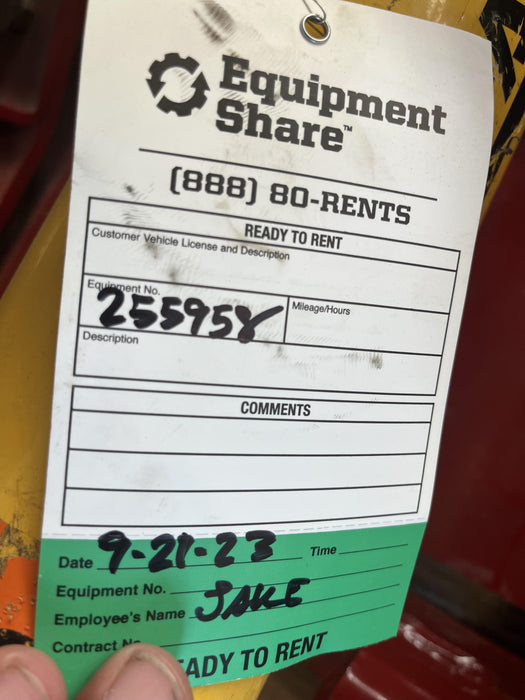 Equipment
Share™
(888) 80-RENTS
READY TO RENT
Customer Vehicle License and Description
Equipment No.
255958
Mileage/Hours
Description
COMMENTS
Date 9-21-23 Time
Equipment No.
Employee's Name JAKE
Contract
READY TO RENT